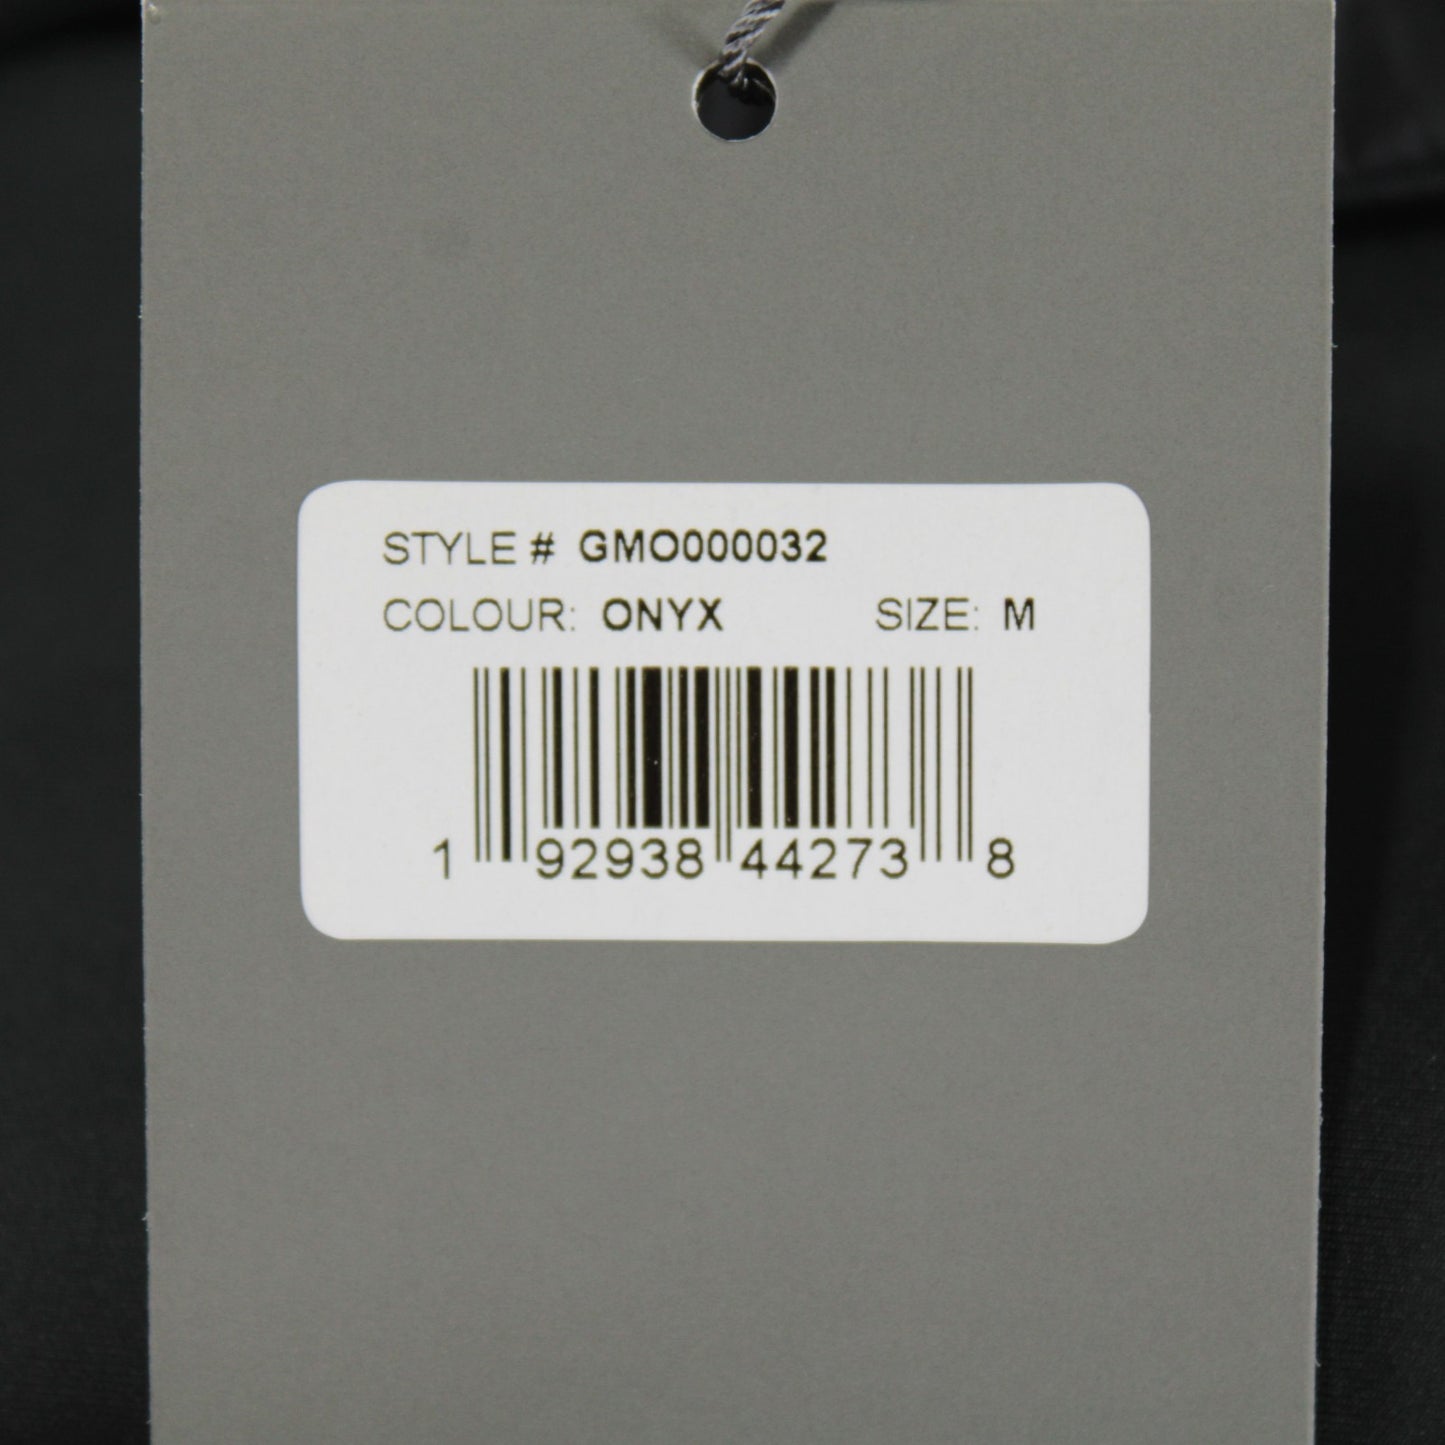 STYLE # GMO000032
COLOUR: ONYX SIZE: M
1 92938 44273 8